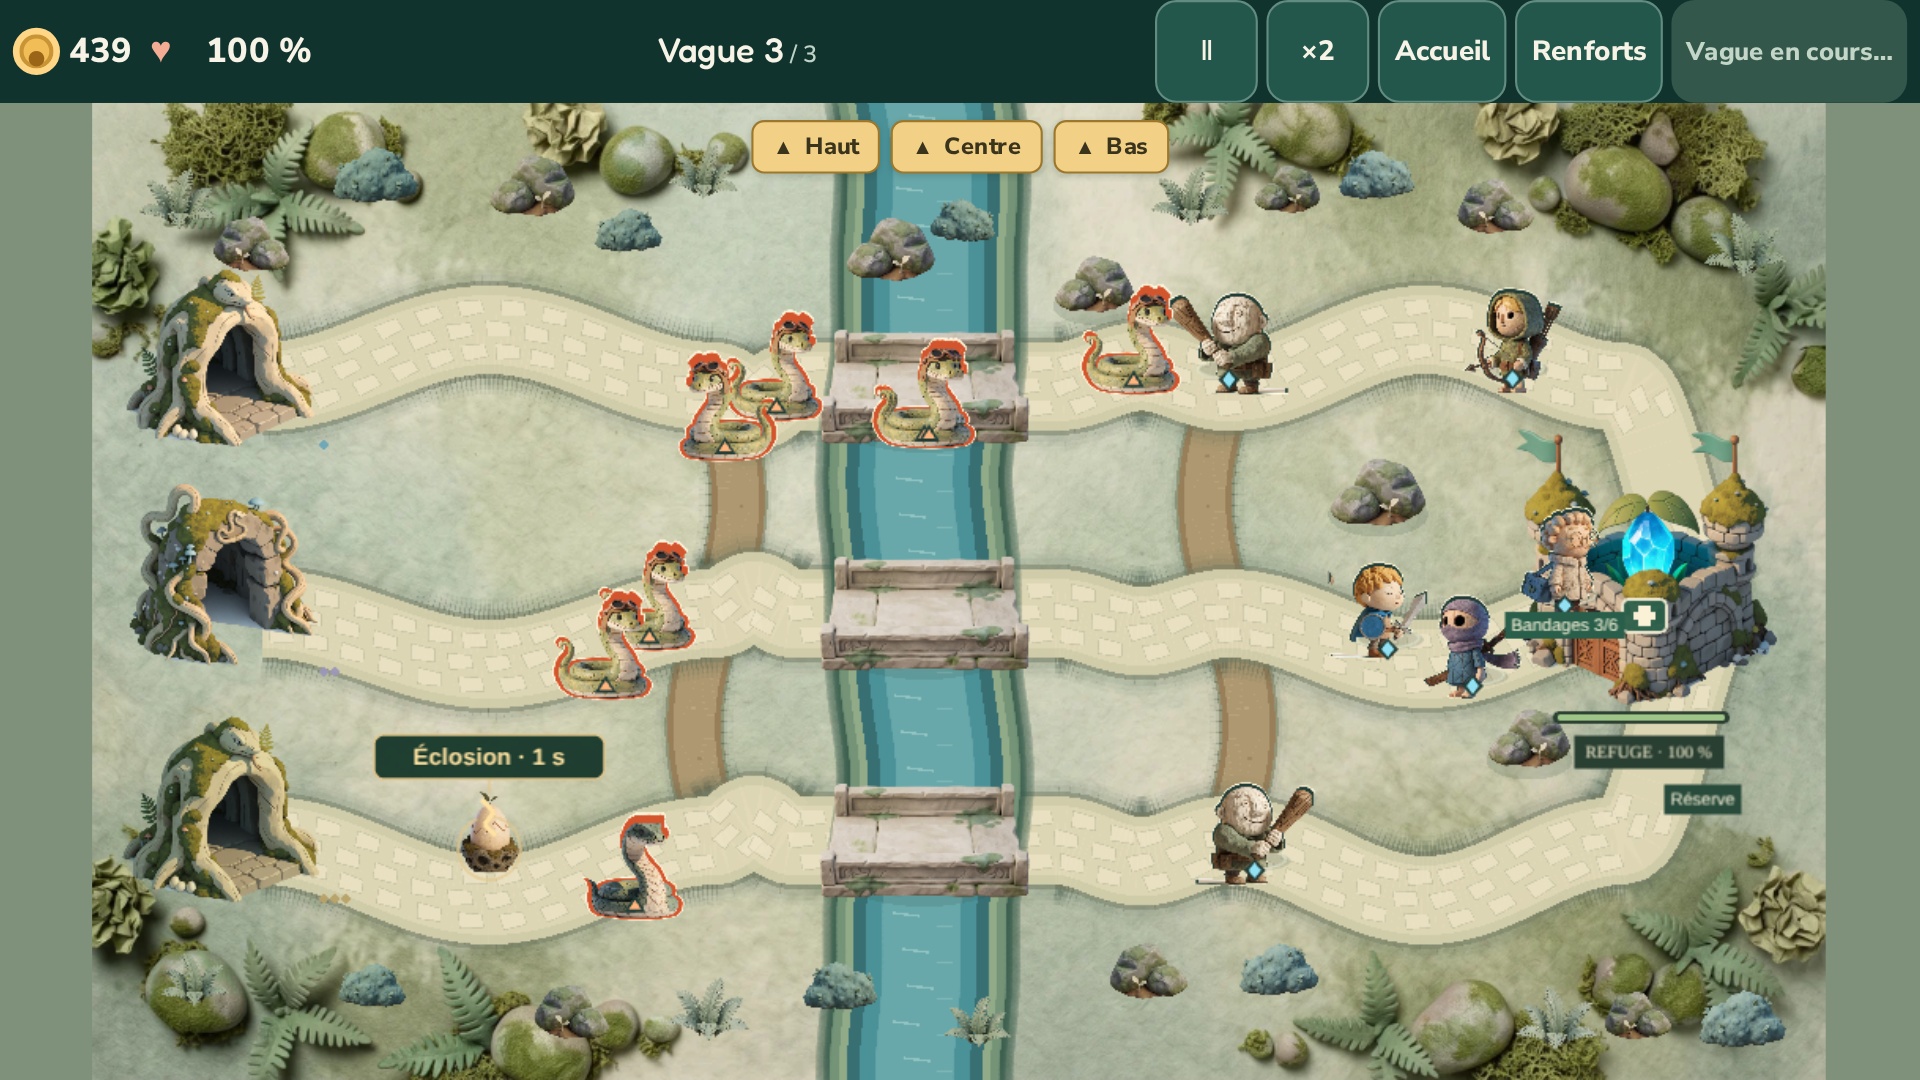 439 ♥ 100 %
Vague 3 / 3
II
×2
Accueil
Renforts
Vague en cours...
▲ Haut
▲ Centre
▲ Bas
Bandages 3/6
Éclosion · 1 s
REFUGE · 100 %
Réserve